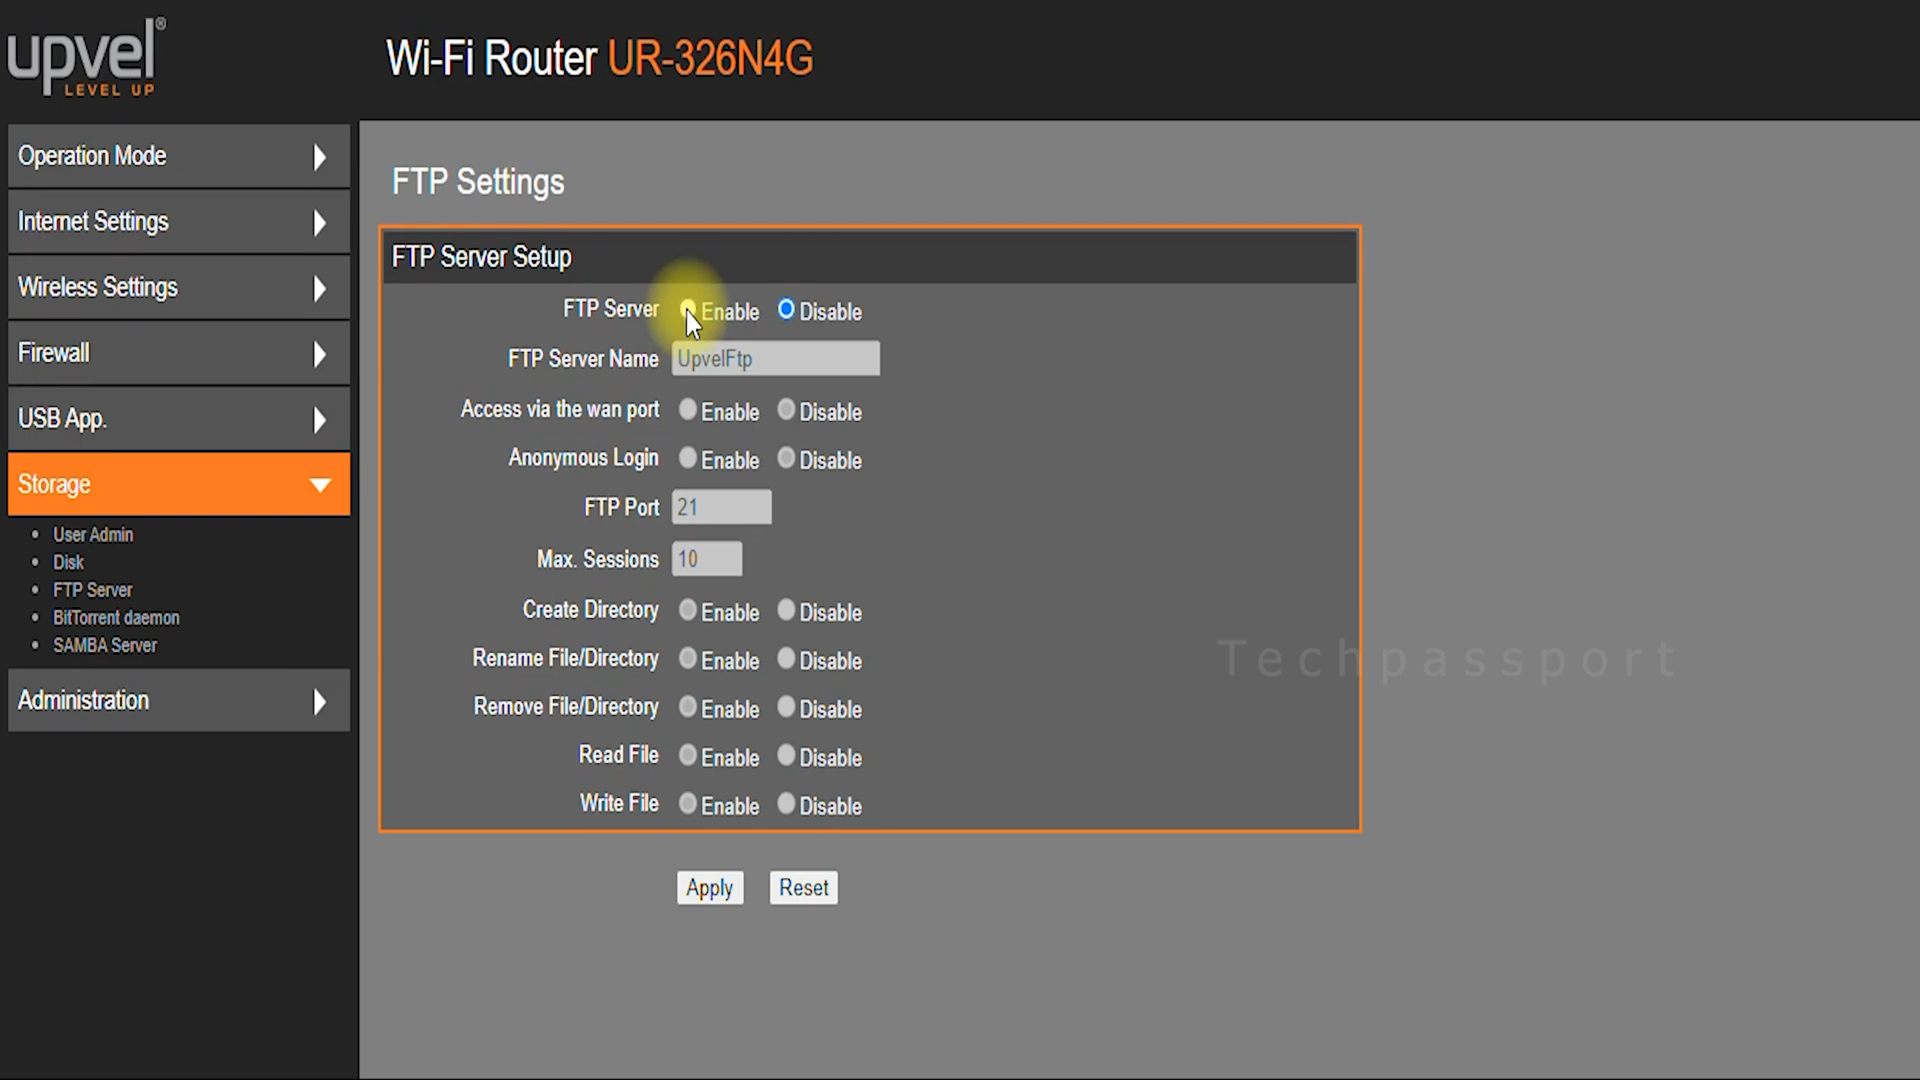 upvel®
LEVEL UP
Wi-Fi Router UR-326N4G
Operation Mode
Internet Settings
Wireless Settings
Firewall
USB App.
Storage
• User Admin
• Disk
• FTP Server
• BitTorrent daemon
• SAMBA Server
Administration
FTP Settings
FTP Server Setup
FTP Server Enable Disable
FTP Server Name UpvelFtp
Access via the wan port Enable Disable
Anonymous Login Enable Disable
FTP Port 21
Max. Sessions 10
Create Directory Enable Disable
Rename File/Directory Enable Disable
Remove File/Directory Enable Disable
Read File Enable Disable
Write File Enable Disable
Apply Reset
Techpassport